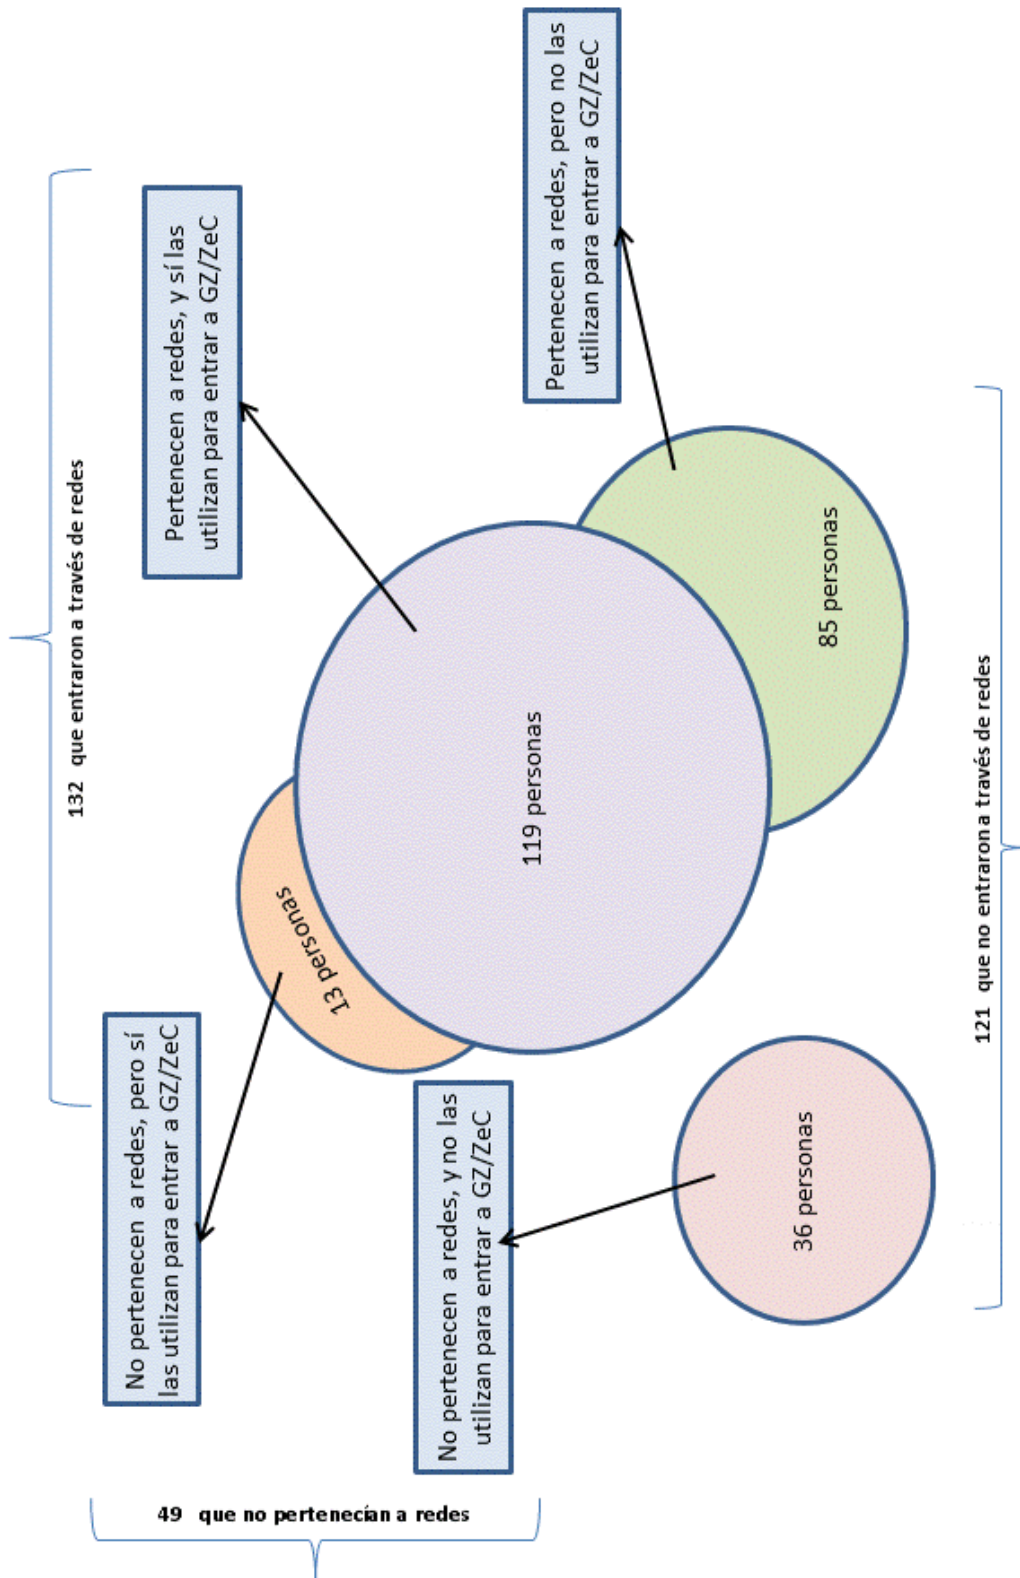 132 que entraron a través de redes
No pertenecen a redes, pero sí
las utilizan para entrar a GZ/ZeC
Pertenecen a redes, y sí las
utilizan para entrar a GZ/ZeC
13 personas
49 que no pertenecían a redes
No pertenecen a redes, y no las
utilizan para entrar a GZ/ZeC
119 personas
Pertenecen a redes, pero no las
utilizan para entrar a GZ/ZeC
36 personas
85 personas
121 que no entraron a través de redes